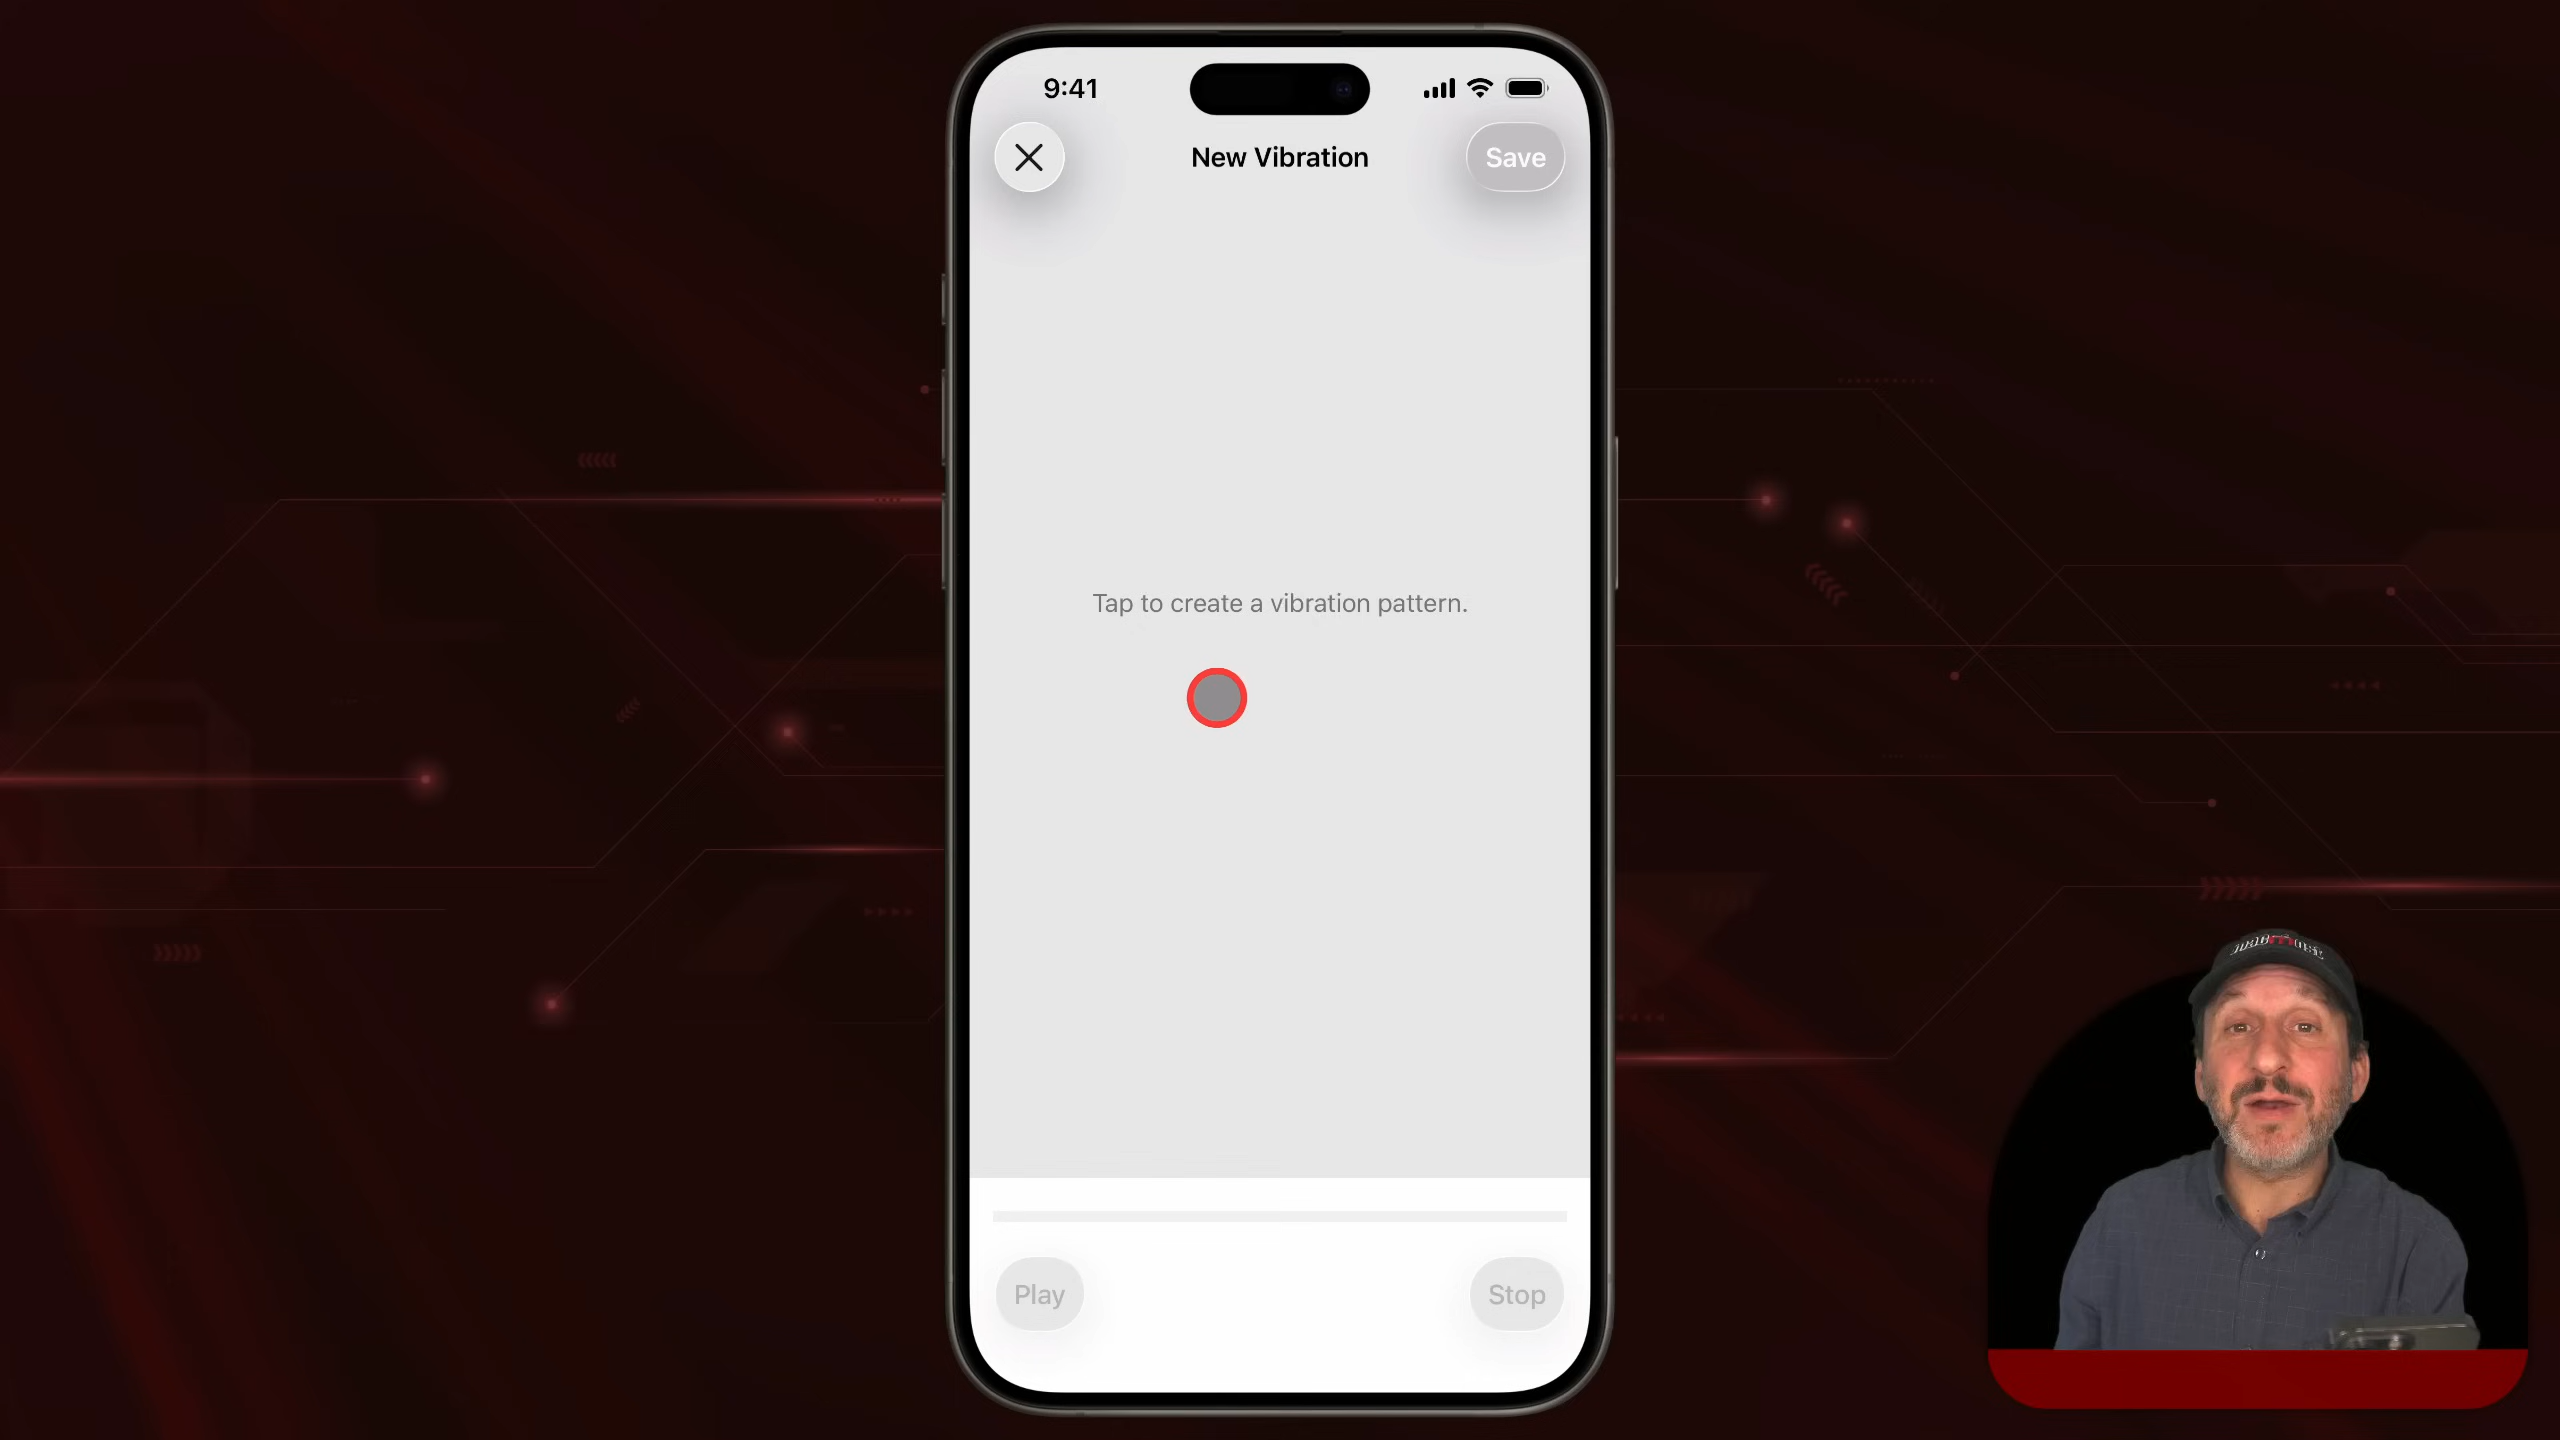 9:41
New Vibration
Save
Tap to create a vibration pattern.
Play
Stop